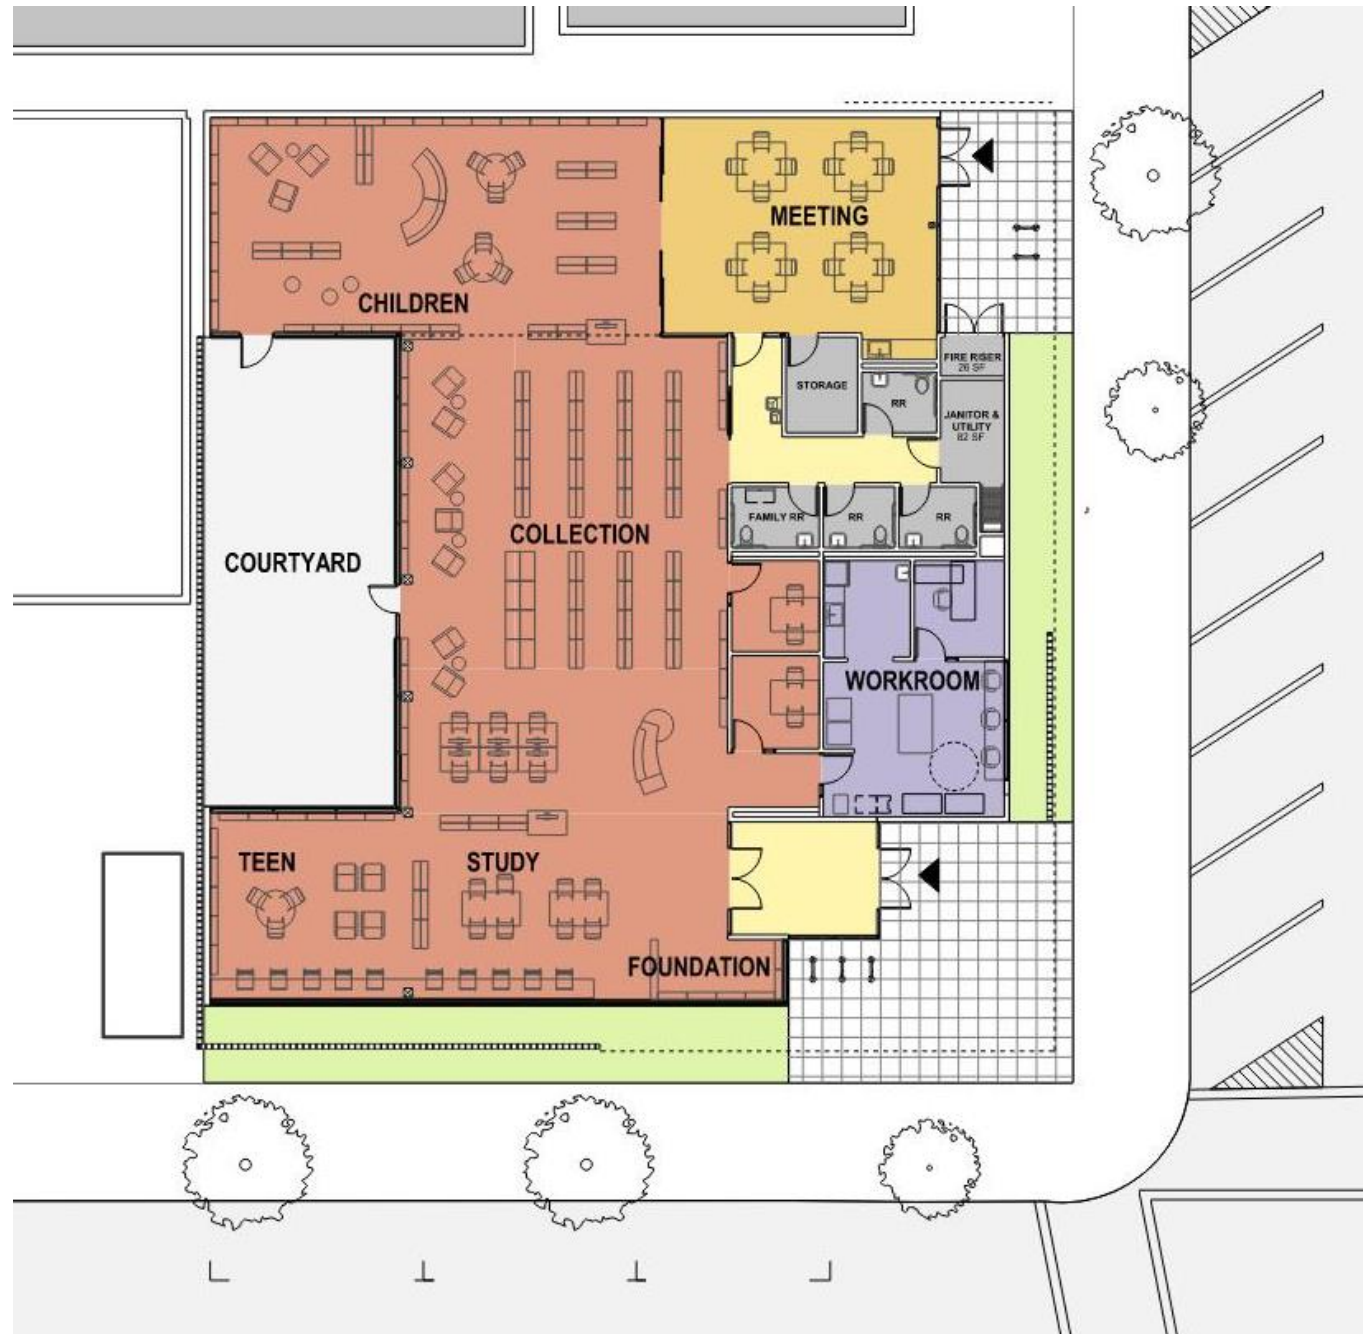 MEETING
CHILDREN
FIRE RISER
26 SF
STORAGE
RR
JANITOR &
UTILITY
82 SF
FAMILY RR
RR
RR
COLLECTION
COURTYARD
WORKROOM
TEEN
STUDY
FOUNDATION